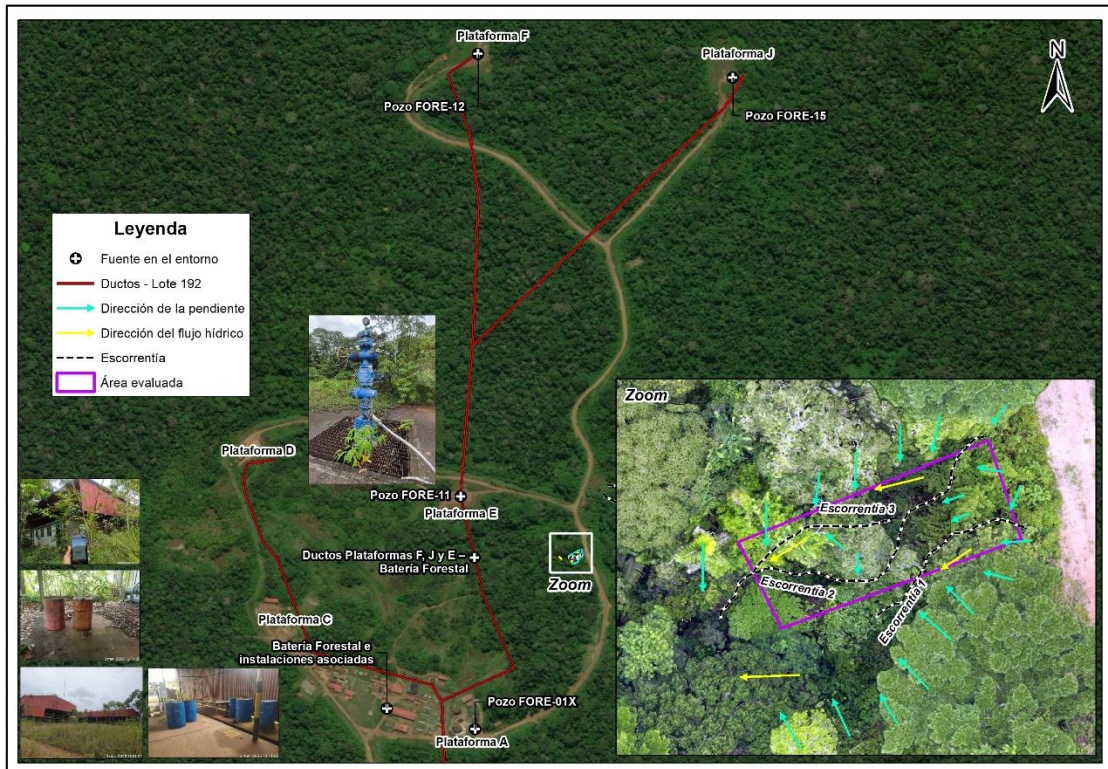 Plataforma F
Plataforma J
N
Pozo FORE-12
Pozo FORE-15
Leyenda
Fuente en el entorno
Ductos - Lote 192
Dirección de la pendiente
Dirección del flujo hídrico
Escorrentía
Área evaluada
Zoom
Plataforma D
Pozo FORE-11
Plataforma E
Escorrentía 3
Ductos Plataformas F, J y E –
Batería Forestal
Zoom
Escorrentía 2
Escorrentía 1
Plataforma C
Batería Forestal e
instalaciones asociadas
Pozo FORE-01X
Plataforma A